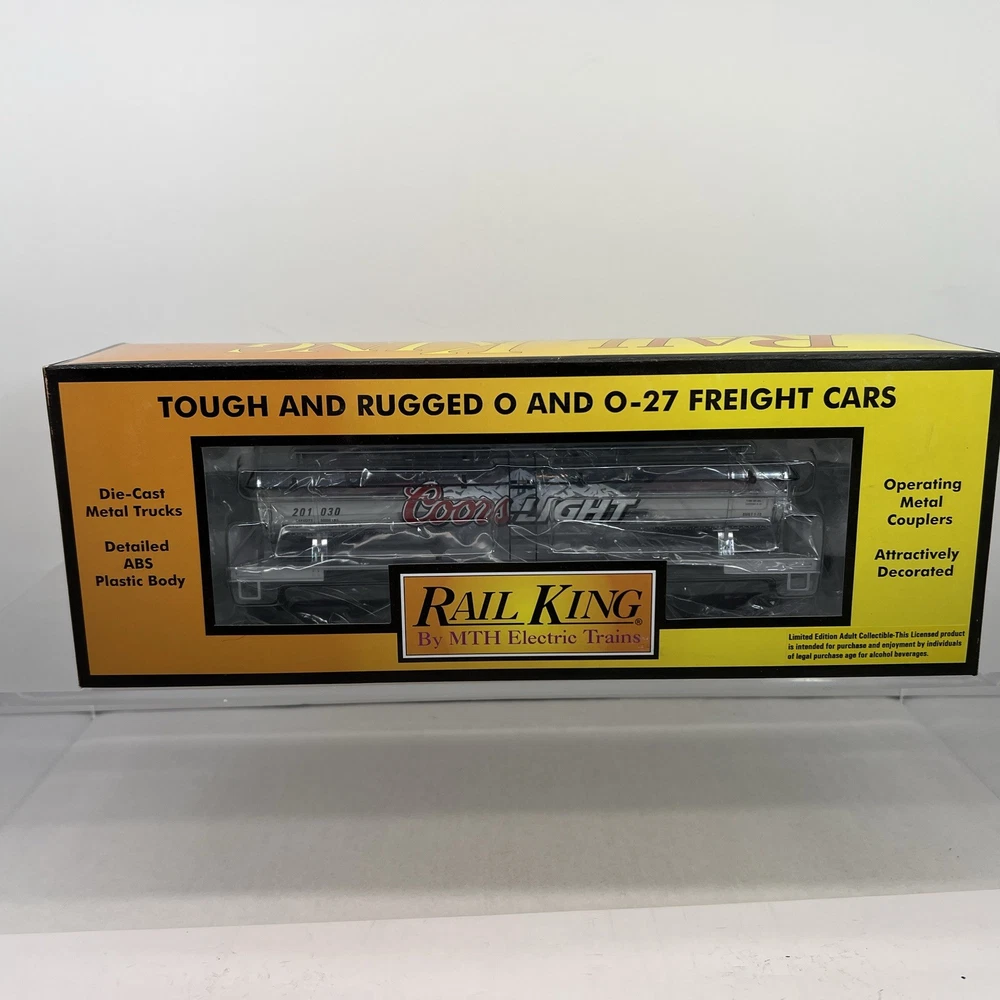 RAIL KING
TOUGH AND RUGGED O AND O-27 FREIGHT CARS
Die-Cast
Metal Trucks
Detailed
ABS
Plastic Body
201 030
Coors LIGHT
Operating
Metal
Couplers
Attractively
Decorated
RAIL KING®
By MTH Electric Trains
Limited Edition Adult Collectible-This Licensed product
is intended for purchase and enjoyment by individuals
of legal purchase age for alcohol beverages.